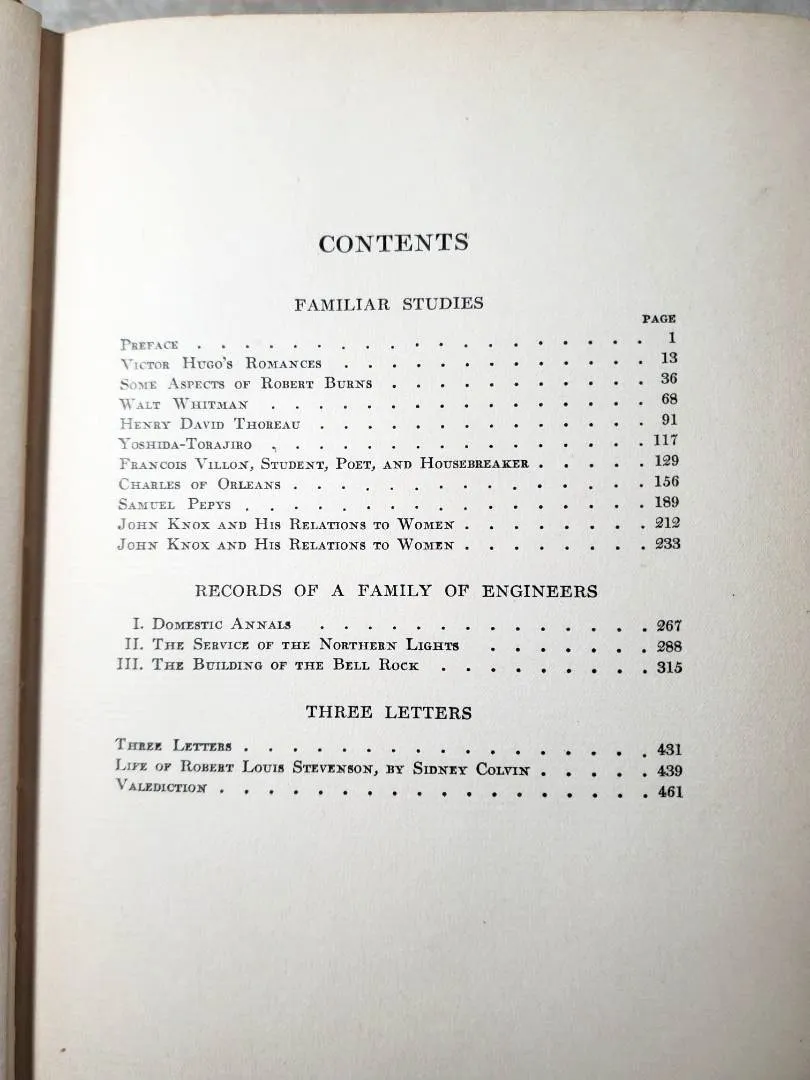 CONTENTS
FAMILIAR STUDIES
PAGE
PREFACE . . . . . . . . . . . . . . . . . . . 1
VICTOR HUGO'S ROMANCES . . . . . . . . . . . . . 13
SOME ASPECTS OF ROBERT BURNS . . . . . . . . . . . 36
WALT WHITMAN . . . . . . . . . . . . . . . . 68
HENRY DAVID THOREAU . . . . . . . . . . . . . . 91
YOSHIDA-TORAJIRO . . . . . . . . . . . . . . . . 117
FRANCOIS VILLON, STUDENT, POET, AND HOUSEBREAKER . . . . . 129
CHARLES OF ORLEANS . . . . . . . . . . . . . . . 156
SAMUEL PEPYS . . . . . . . . . . . . . . . . . 189
JOHN KNOX AND HIS RELATIONS TO WOMEN . . . . . . . . 212
JOHN KNOX AND HIS RELATIONS TO WOMEN . . . . . . . . 233
RECORDS OF A FAMILY OF ENGINEERS
I. DOMESTIC ANNALS . . . . . . . . . . . . . . 267
II. THE SERVICE OF THE NORTHERN LIGHTS . . . . . . . 288
III. THE BUILDING OF THE BELL ROCK . . . . . . . . . 315
THREE LETTERS
THREE LETTERS . . . . . . . . . . . . . . . . . 431
LIFE OF ROBERT LOUIS STEVENSON, BY SIDNEY COLVIN . . . . . 439
VALEDICTION . . . . . . . . . . . . . . . . . . 461